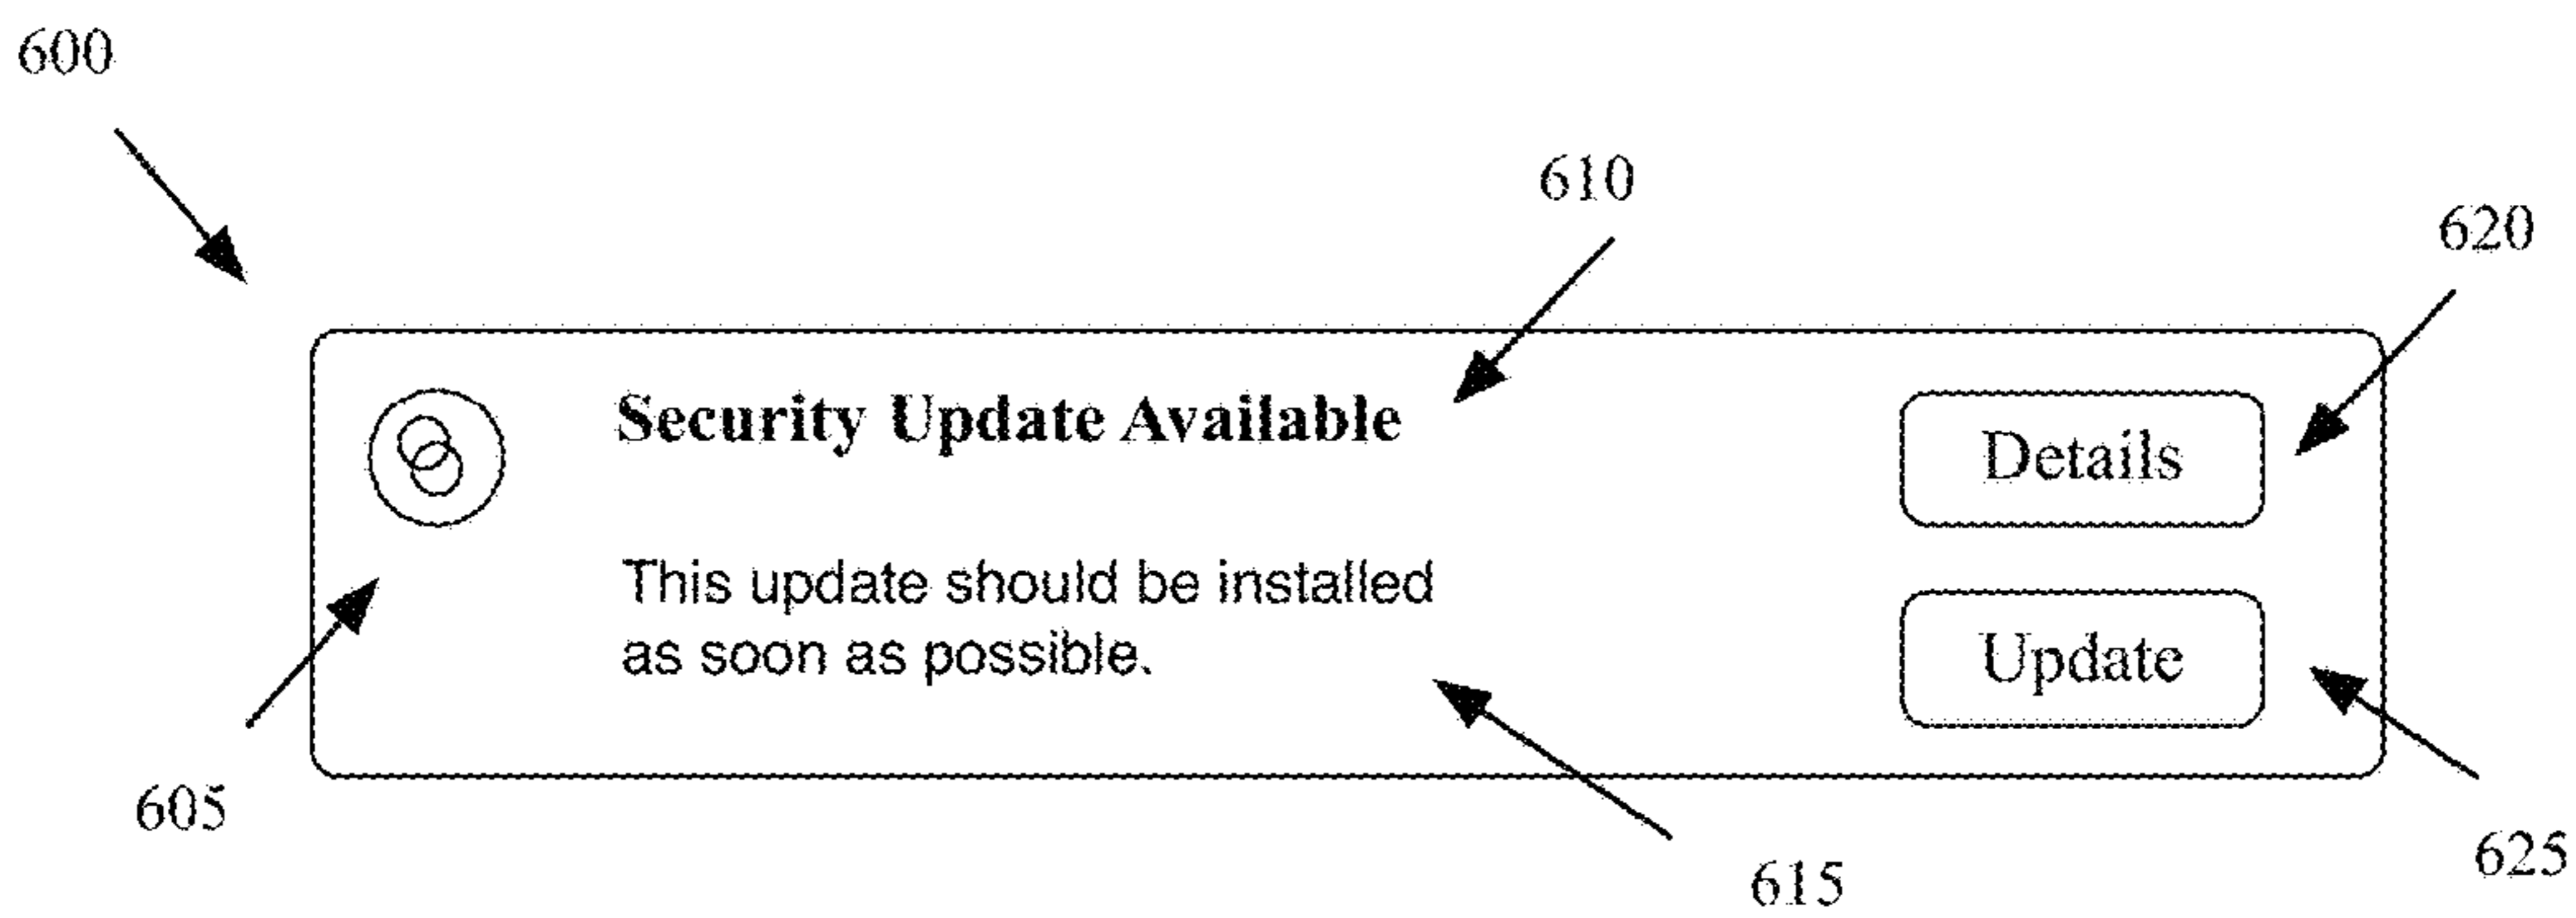 600
610
620
Security Update Available
Details
This update should be installed
as soon as possible.
Update
605
615
625